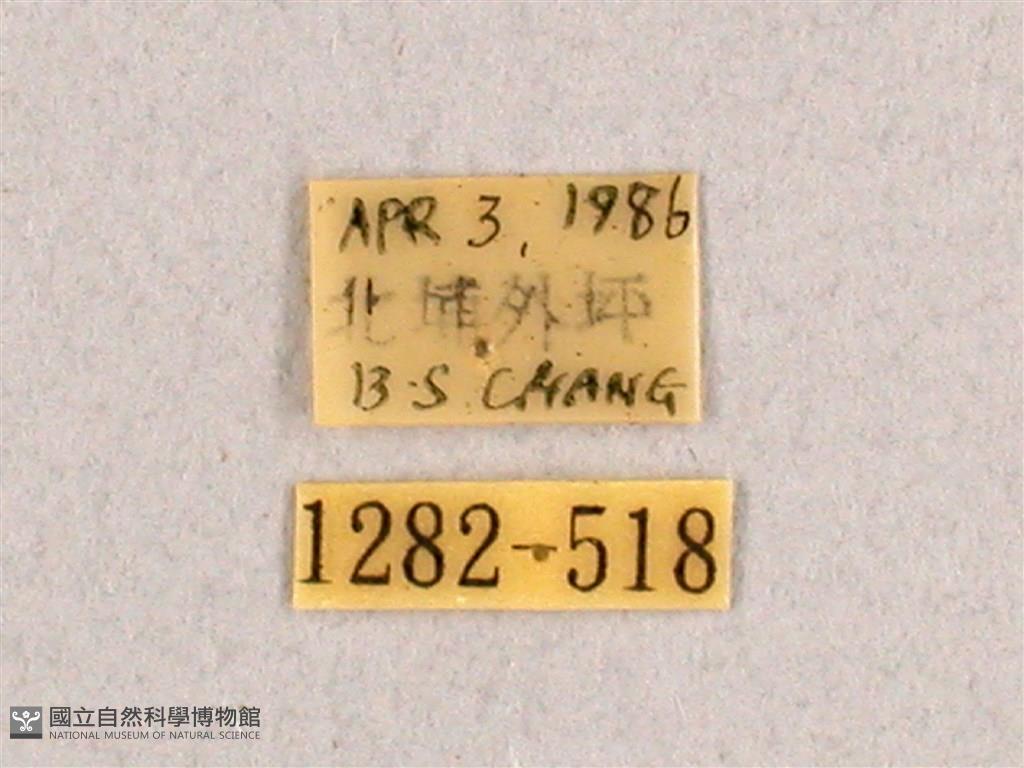 APR 3, 1986
北埔外坪
B-S CHANG
1282-518
國立自然科學博物館
NATIONAL MUSEUM OF NATURAL SCIENCE